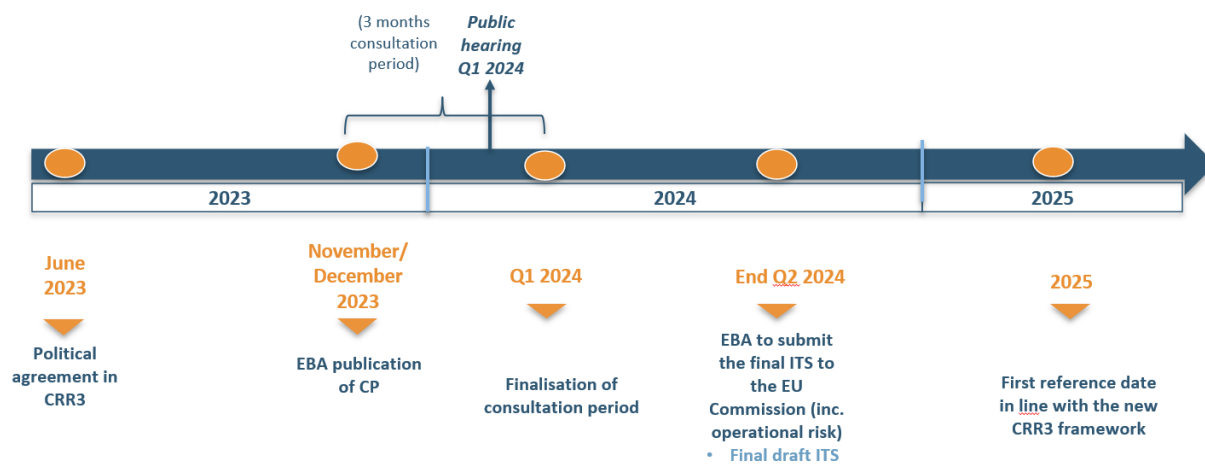 (3 months
consultation
period)
Public
hearing
Q1 2024
2023
2024
2025
June
2023
Political
agreement in
CRR3
November/
December
2023
EBA publication
of CP
Q1 2024
Finalisation of
consultation period
End Q2 2024
EBA to submit
the final ITS to
the EU
Commission (inc.
operational risk)
• Final draft ITS
2025
First reference date
in line with the new
CRR3 framework